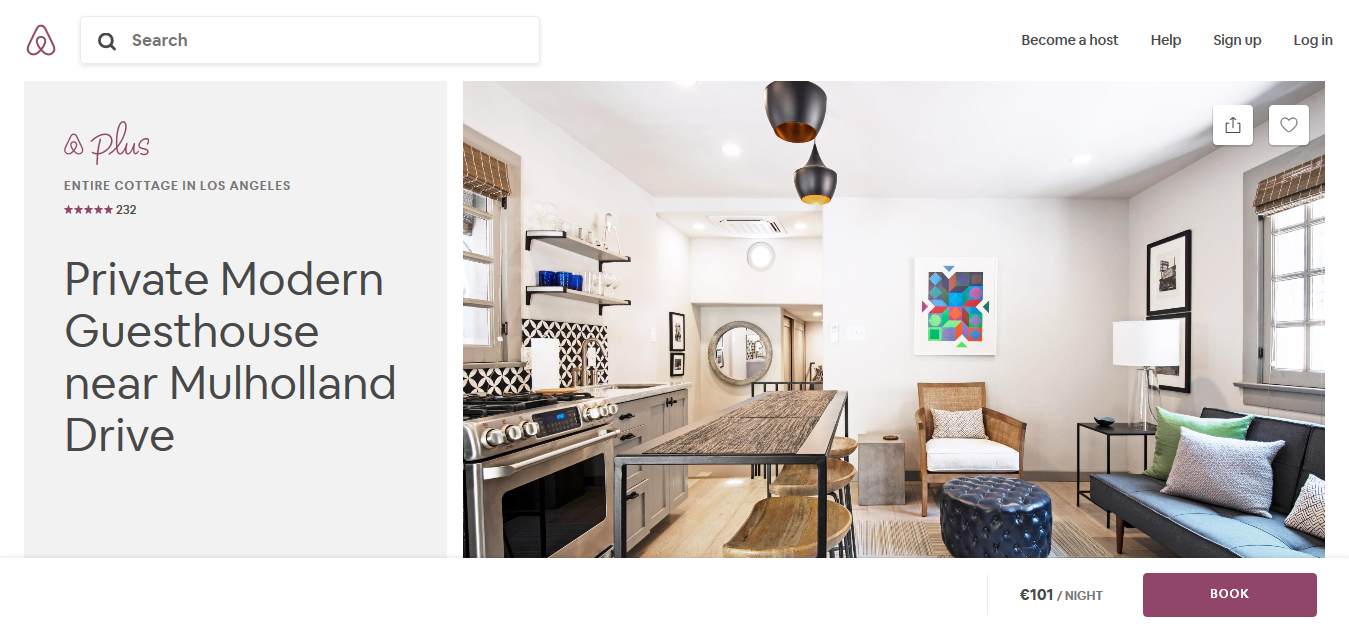 Search
Become a host
Help
Sign up
Log in
plus
ENTIRE COTTAGE IN LOS ANGELES
232
Private Modern
Guesthouse
near Mulholland
Drive
€101 / NIGHT
BOOK